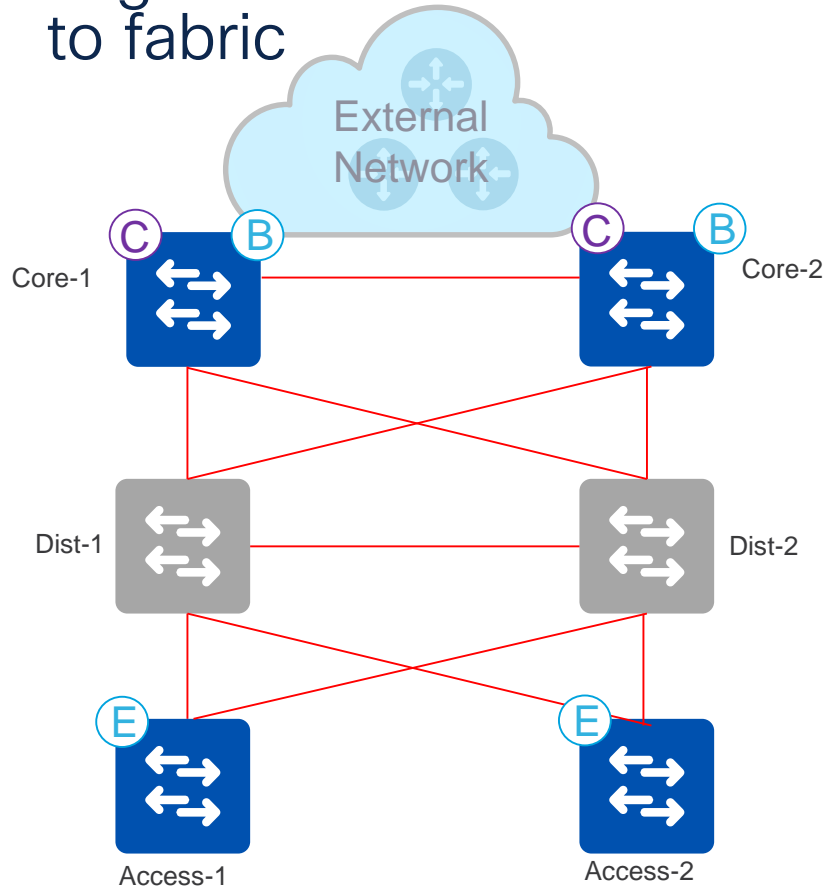 to fabric
External
Network
C
B
C
B
Core-1
Core-2
Dist-1
Dist-2
E
E
Access-1
Access-2